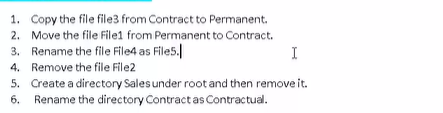 1. Copy the file file3 from Contract to Permanent.
2. Move the file File1 from Permanent to Contract.
3. Rename the file File4 as File5.
4. Remove the file File2
5. Create a directory Sales under root and then remove it.
6. Rename the directory Contract as Contractual.